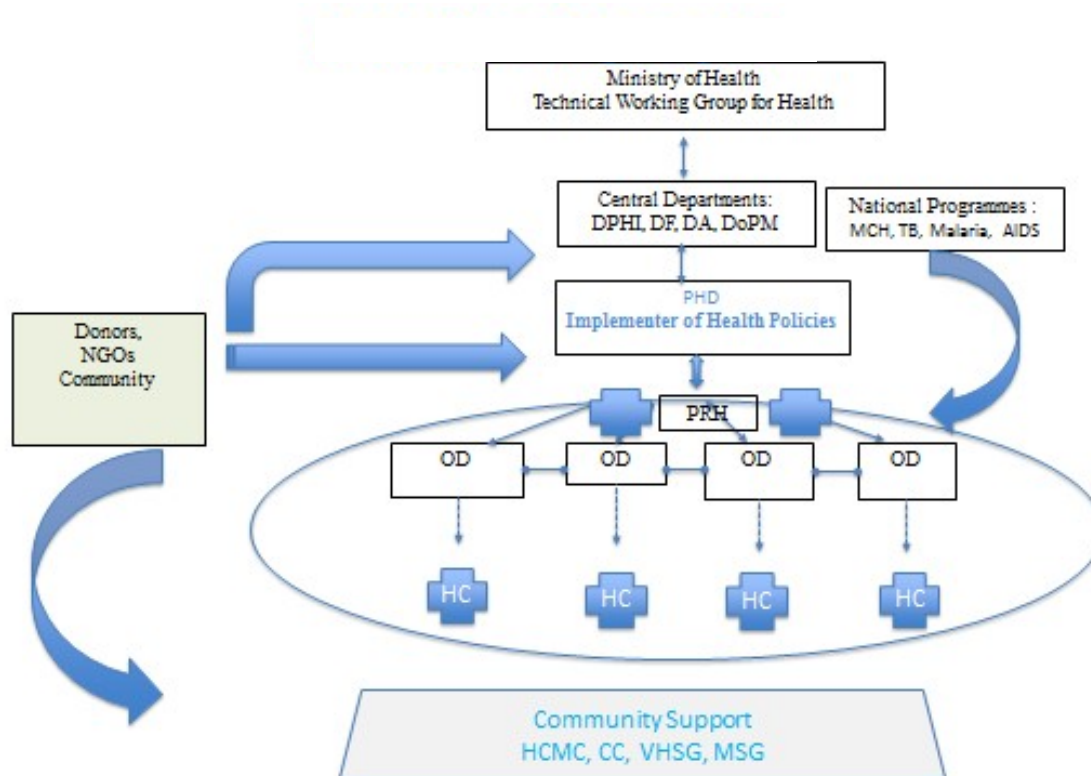 Ministry of Health
Technical Working Group for Health
Central Departments:
DPHI, DF, DA, DoPM
National Programmes :
MCH, TB, Malaria, AIDS
PHD
Implementer of Health Policies
Donors,
NGOs
Community
PRH
OD
OD
OD
OD
HC
HC
HC
HC
Community Support
HCMC, CC, VHSG, MSG